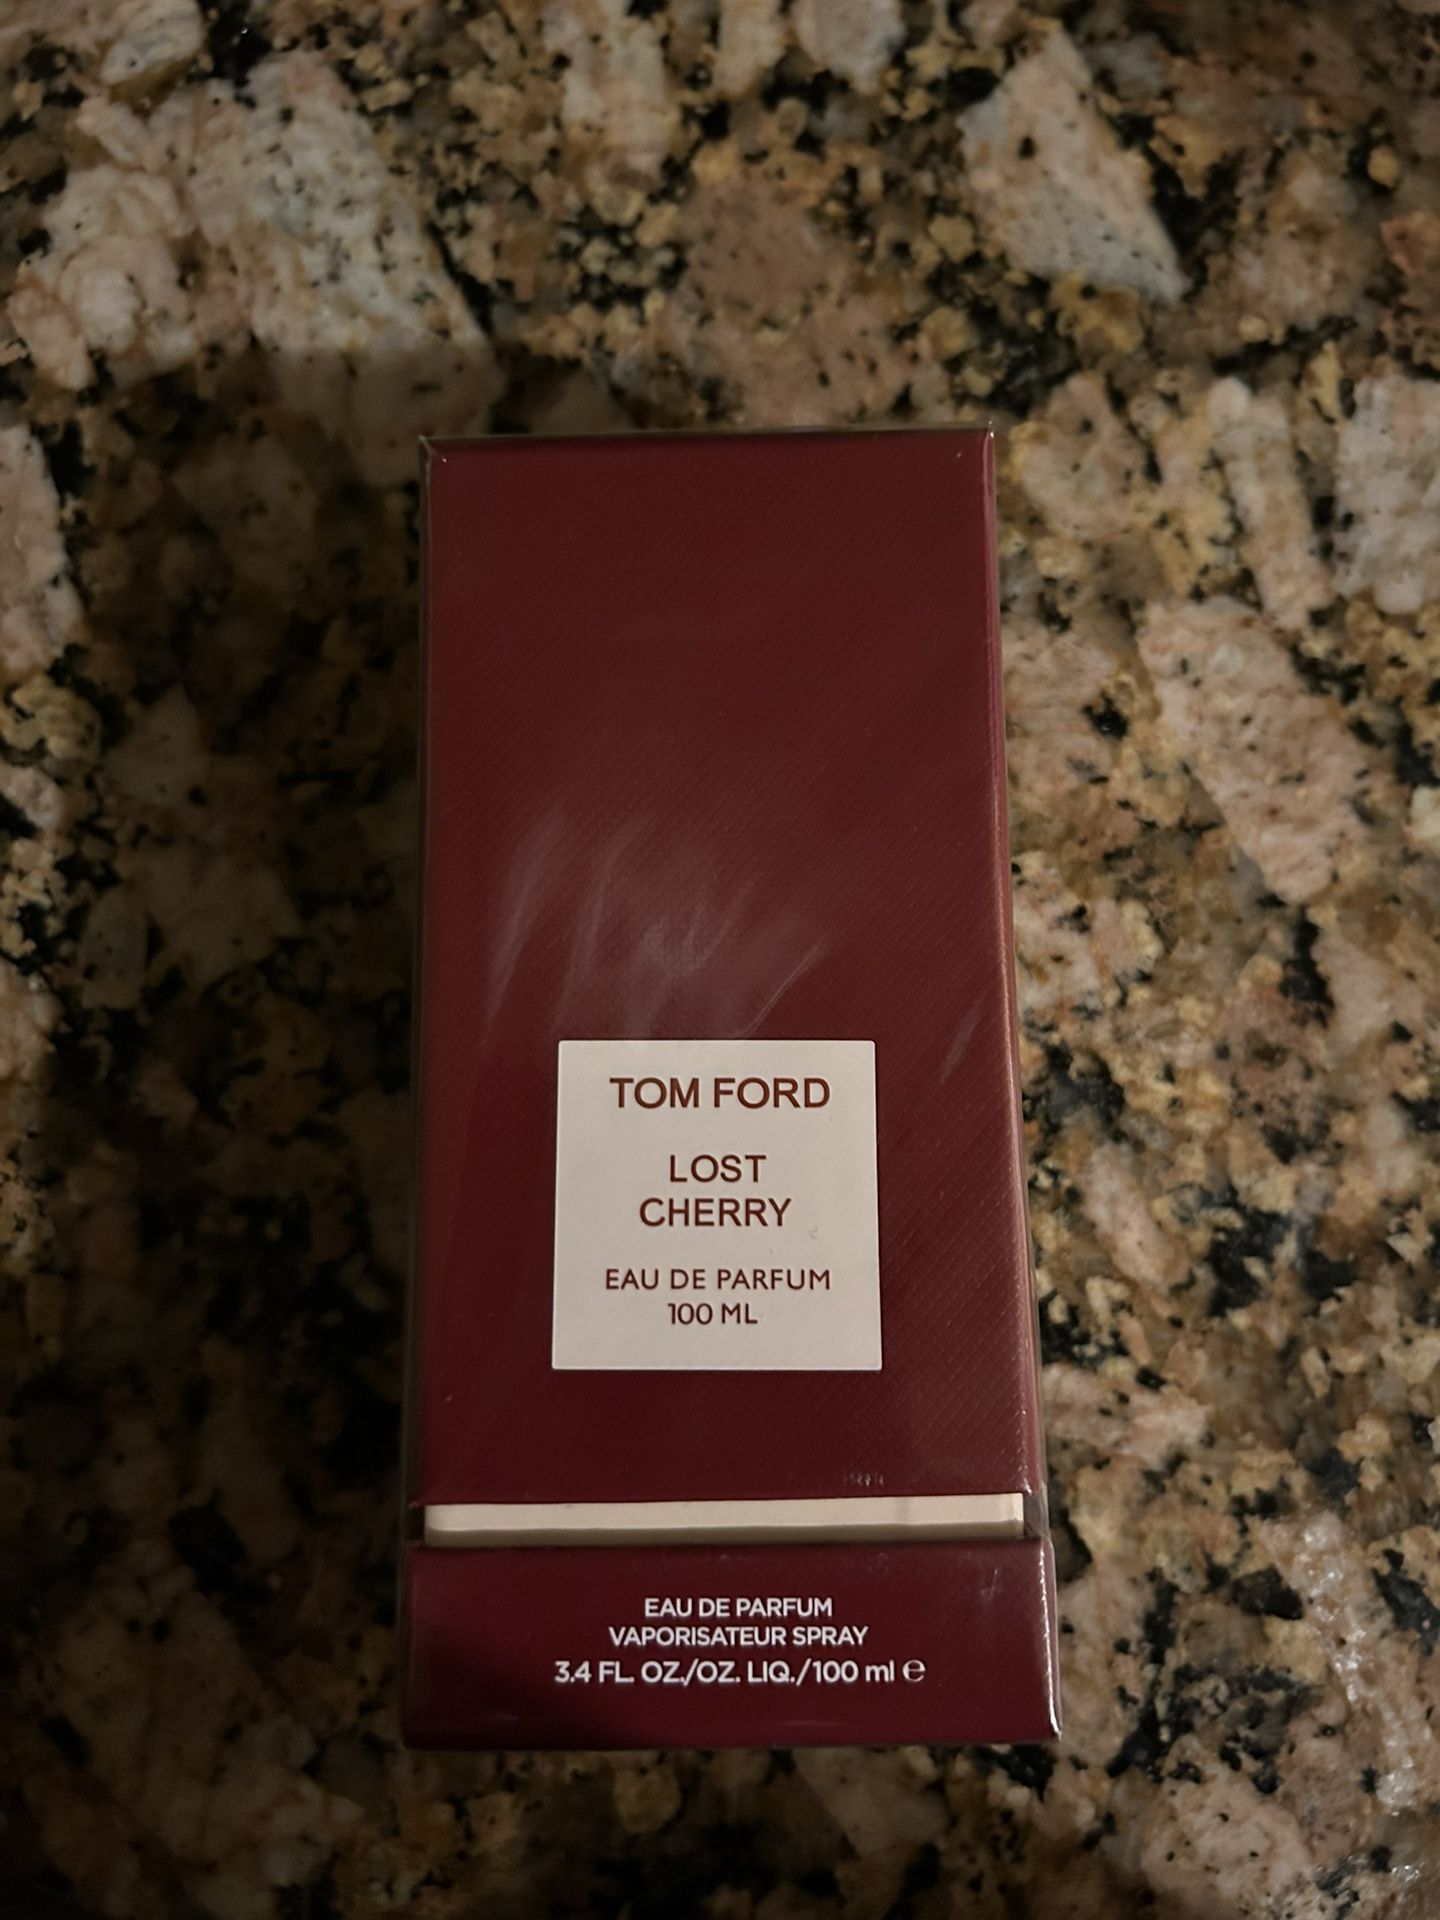 TOM FORD
LOST
CHERRY
EAU DE PARFUM
100 ML
EAU DE PARFUM
VAPORISATEUR SPRAY
3.4 FL. OZ./OZ. LIQ./100 ml ℮